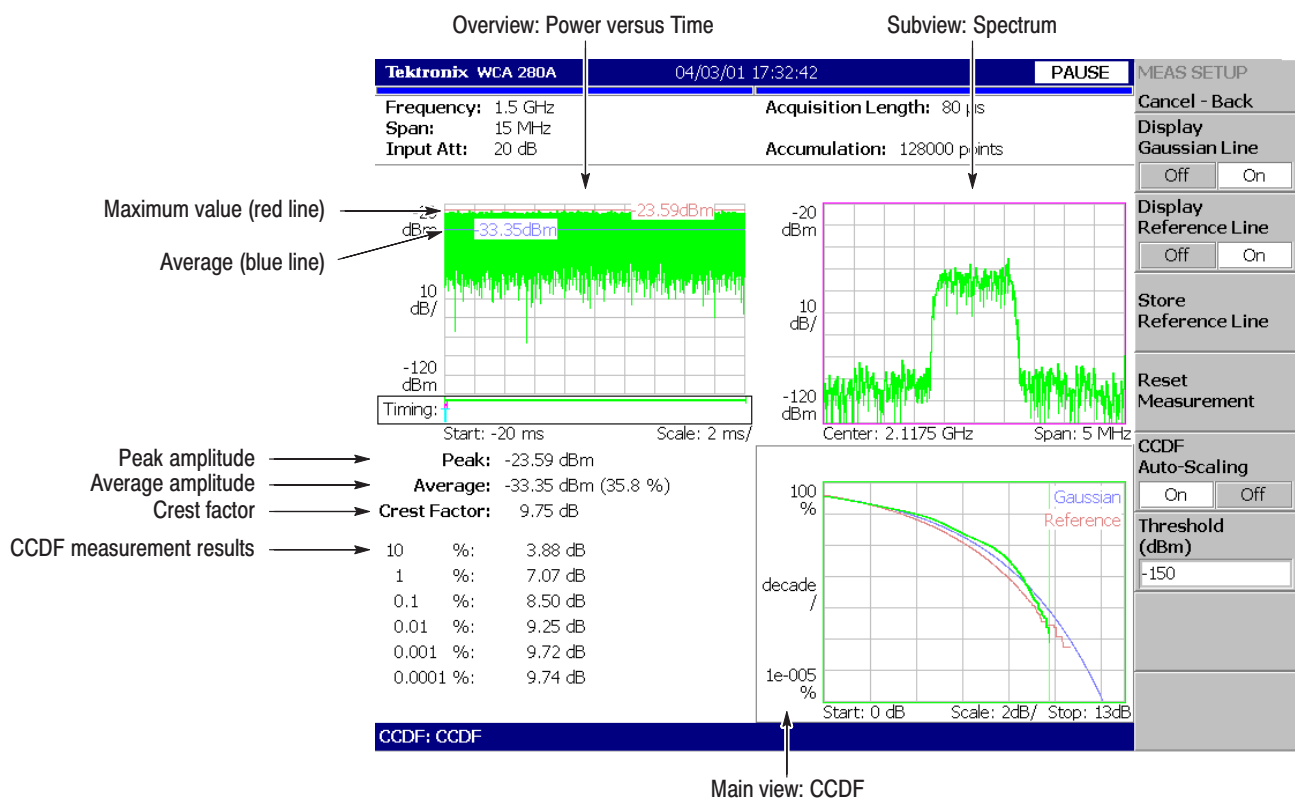 Overview: Power versus Time
Subview: Spectrum
Tektronix WCA 280A 04/03/01 17:32:42 PAUSE
MEAS SETUP
Cancel - Back
Frequency: 1.5 GHz
Span: 15 MHz
Input Att: 20 dB
Acquisition Length: 80 µs
Accumulation: 128000 points
Display
Gaussian Line
Off On
Display
Reference Line
Off On
Store
Reference Line
Reset
Measurement
CCDF
Auto-Scaling
On Off
Threshold
(dBm)
-150
Maximum value (red line)
Average (blue line)
dBm
-23.59dBm
-33.35dBm
10
dB/
-120
dBm
Timing:
Start: -20 ms Scale: 2 ms/
-20
dBm
10
dB/
-120
dBm
Center: 2.1175 GHz Span: 5 MHz
Peak amplitude
Average amplitude
Crest factor
CCDF measurement results
Peak: -23.59 dBm
Average: -33.35 dBm (35.8 %)
Crest Factor: 9.75 dB
10 %: 3.88 dB
1 %: 7.07 dB
0.1 %: 8.50 dB
0.01 %: 9.25 dB
0.001 %: 9.72 dB
0.0001 %: 9.74 dB
100
%
Gaussian
Reference
decade
/
1e-005
%
Start: 0 dB Scale: 2dB/ Stop: 13dB
CCDF: CCDF
Main view: CCDF